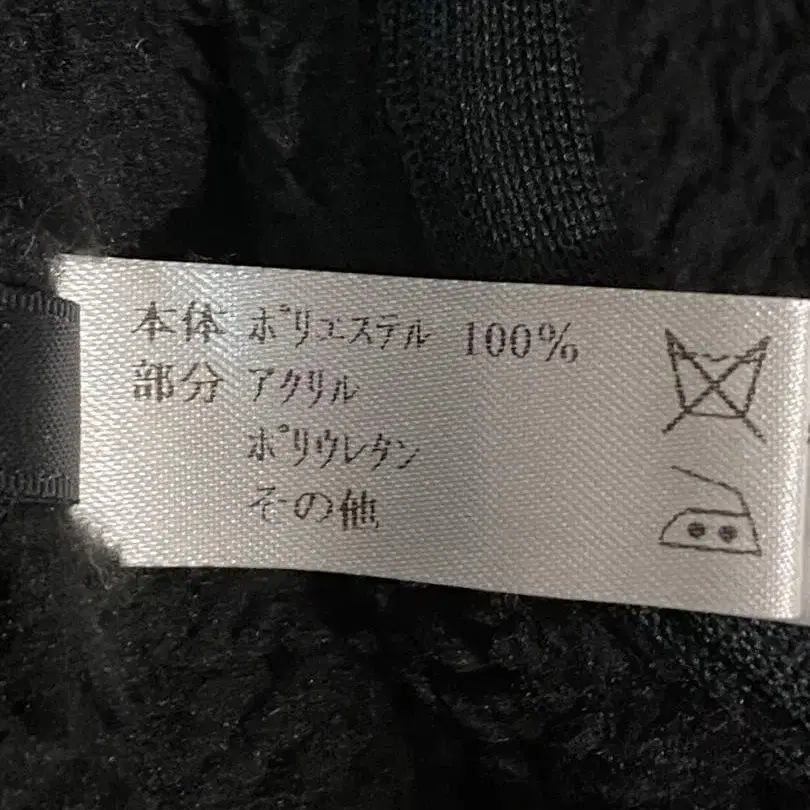 本体 ポリエステル 100%
部分 アクリル
ポリウレタン
その他